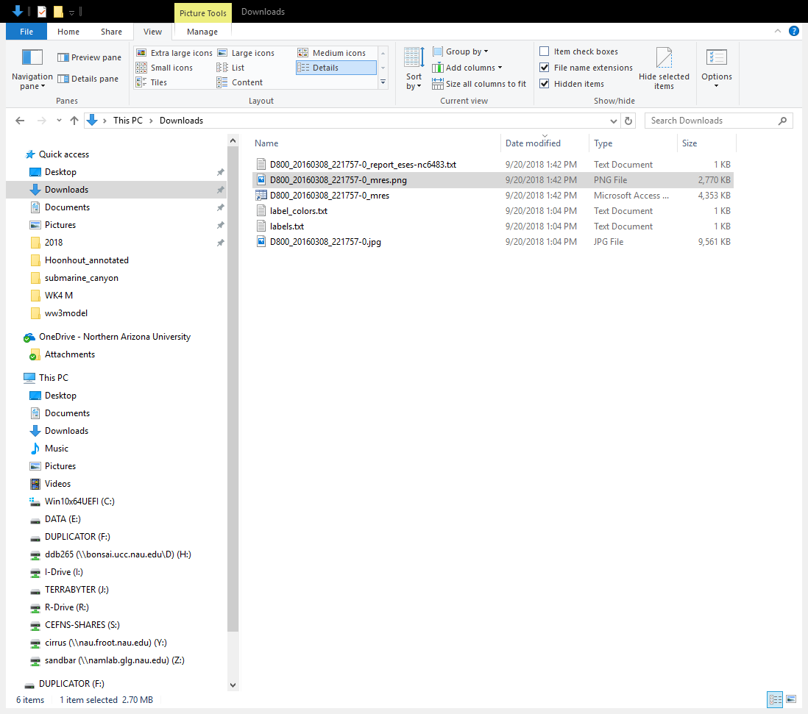 Picture Tools Downloads
File Home Share View Manage
Navigation pane
Preview pane
Details pane
Panes
Extra large icons Large icons Medium icons
Small icons List Details
Tiles Content
Layout
Sort by
Group by
Add columns
Size all columns to fit
Current view
Item check boxes
File name extensions
Hidden items
Hide selected items
Show/hide
Options
This PC > Downloads
Search Downloads
Quick access
Desktop
Downloads
Documents
Pictures
2018
Hoonhout_annotated
submarine_canyon
WK4 M
ww3model
OneDrive - Northern Arizona University
Attachments
This PC
Desktop
Documents
Downloads
Music
Pictures
Videos
Win10x64UEFI (C:)
DATA (E:)
DUPLICATOR (F:)
ddb265 (\\bonsai.ucc.nau.edu\D) (H:)
I-Drive (I:)
TERRABYTER (J:)
R-Drive (R:)
CEFNS-SHARES (S:)
cirrus (\\nau.froot.nau.edu) (Y:)
sandbar (\\namlab.glg.nau.edu) (Z:)
DUPLICATOR (F:)
Name Date modified Type Size
D800_20160308_221757-0_report_eses-nc6483.txt 9/20/2018 1:42 PM Text Document 1 KB
D800_20160308_221757-0_mres.png 9/20/2018 1:42 PM PNG File 2,770 KB
D800_20160308_221757-0_mres 9/20/2018 1:42 PM Microsoft Access ... 4,353 KB
label_colors.txt 9/20/2018 1:04 PM Text Document 1 KB
labels.txt 9/20/2018 1:04 PM Text Document 1 KB
D800_20160308_221757-0.jpg 9/20/2018 1:04 PM JPG File 9,561 KB
6 items 1 item selected 2.70 MB